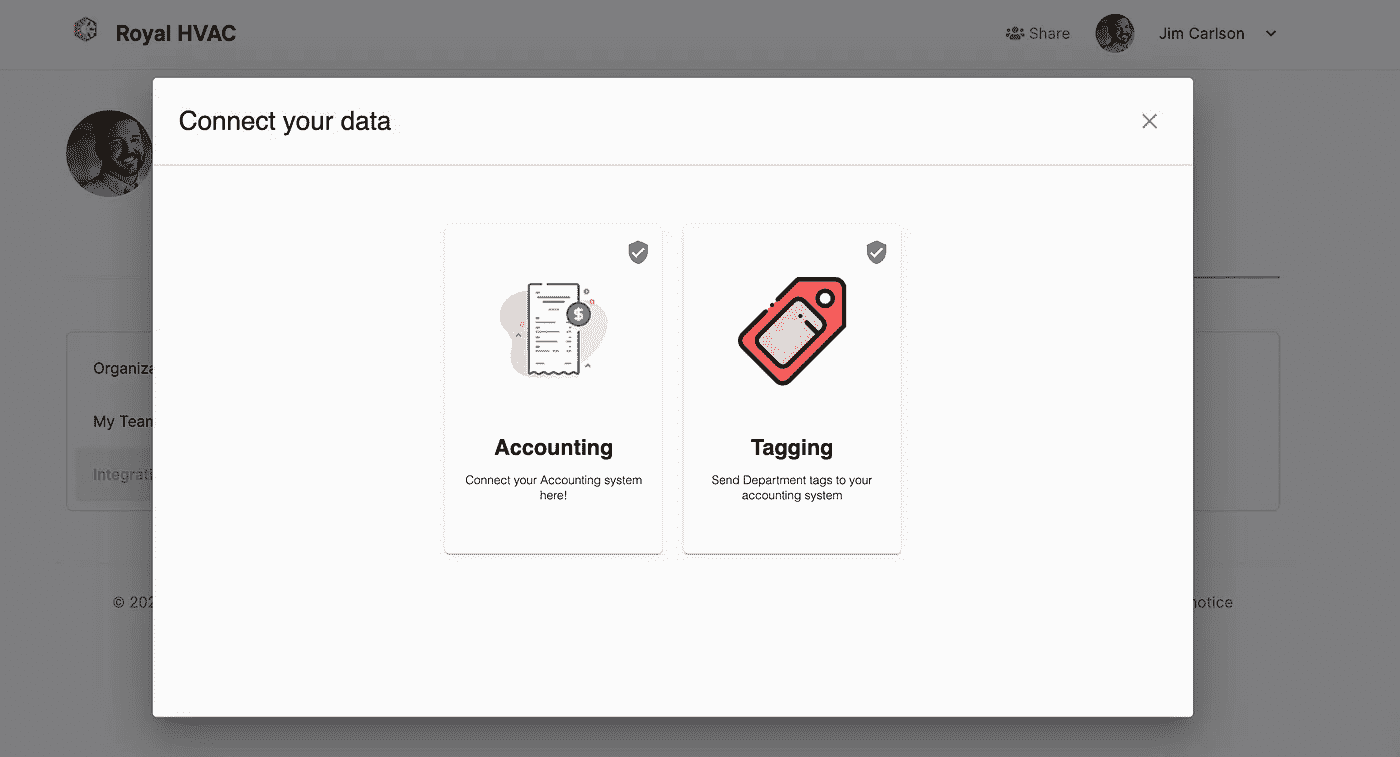 Royal HVAC
Share
Jim Carlson
Connect your data
Organiza
My Tean
Integrati
Accounting
Connect your Accounting system
here!
Tagging
Send Department tags to your
accounting system
© 202
notice